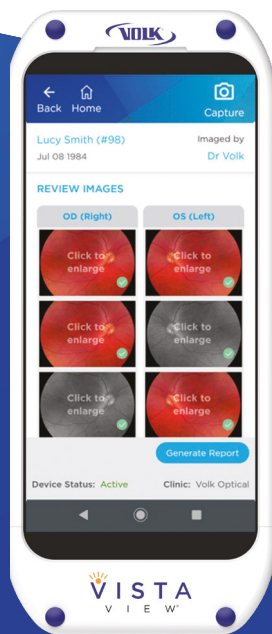 VOLK
Back Home
Capture
Lucy Smith (#98)
Imaged by
Jul 08 1984
Dr Volk
REVIEW IMAGES
OD (Right)
OS (Left)
Click to
enlarge
Click to
enlarge
Click to
enlarge
Click to
enlarge
Click to
enlarge
Click to
enlarge
Generate Report
Device Status: Active
Clinic: Volk Optical
VISTA
VIEW